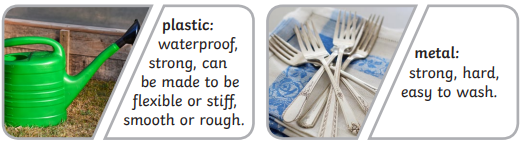 plastic:
waterproof,
strong, can
be made to be
flexible or stiff,
smooth or rough.
metal:
strong, hard,
easy to wash.